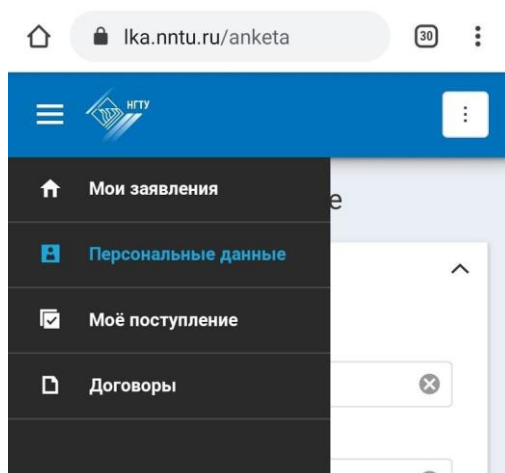 lka.nntu.ru/anketa
30
НГТУ
Мои заявления
е
Персональные данные
Моё поступление
Договоры